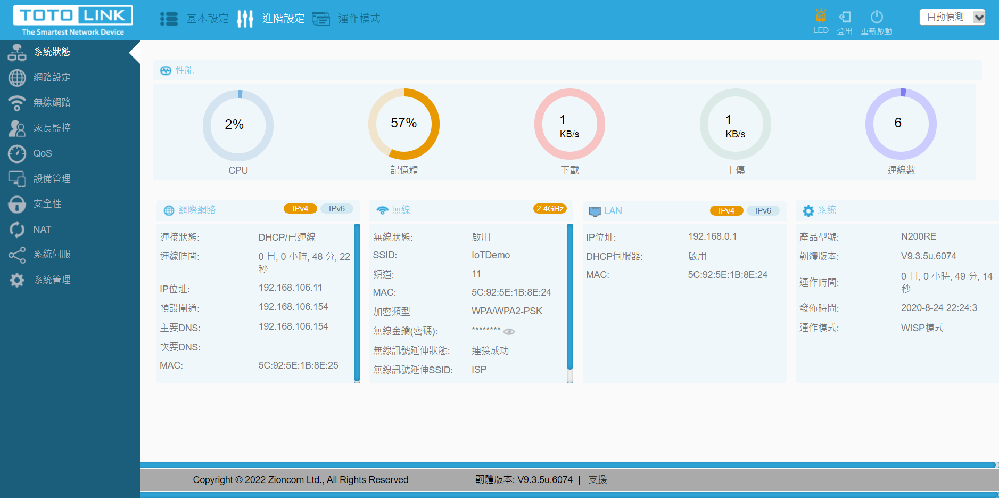 TOTO LINK
The Smartest Network Device
基本設定
進階設定
運作模式
LED
登出
重新啟動
自動偵測
系統狀態
網路設定
無線網路
家長監控
QoS
設備管理
安全性
NAT
系統伺服
系統管理
性能
2%
CPU
57%
記憶體
1
KB/s
下載
1
KB/s
上傳
6
連線數
網際網路 IPv4 IPv6
連接狀態: DHCP/已連線
連線時間: 0 日, 0 小時, 48 分, 22
秒
IP位址: 192.168.106.11
預設閘道: 192.168.106.154
主要DNS: 192.168.106.154
次要DNS:
MAC: 5C:92:5E:1B:8E:25
無線 2.4GHz
無線狀態: 啟用
SSID: IoTDemo
頻道: 11
MAC: 5C:92:5E:1B:8E:24
加密類型 WPA/WPA2-PSK
無線金鑰(密碼): ********
無線訊號延伸狀態: 連接成功
無線訊號延伸SSID: ISP
LAN IPv4 IPv6
IP位址: 192.168.0.1
DHCP伺服器: 啟用
MAC: 5C:92:5E:1B:8E:24
系統
產品型號: N200RE
韌體版本: V9.3.5u.6074
運作時間: 0 日, 0 小時, 49 分, 14
秒
發佈時間: 2020-8-24 22:24:3
運作模式: WISP模式
Copyright © 2022 Zioncom Ltd., All Rights Reserved
韌體版本: V9.3.5u.6074 | 支援